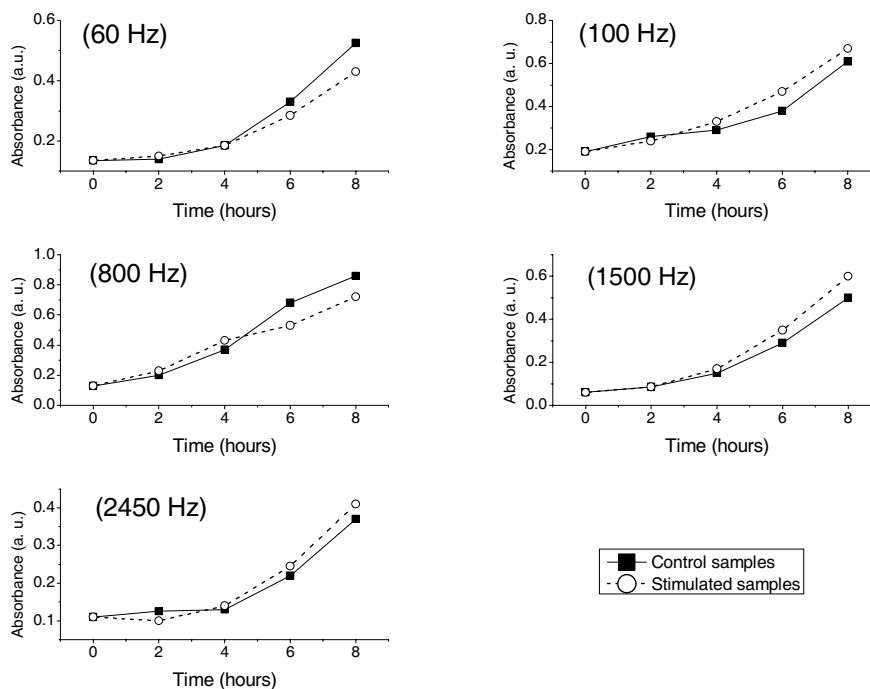 (60 Hz)
0.6
0.4
0.2
Absorbance (a.u.)
0 2 4 6 8
Time (hours)
(100 Hz)
0.8
0.6
0.4
0.2
Absorbance (a. u.)
0 2 4 6 8
Time (hours)
(800 Hz)
1.0
0.8
0.6
0.4
0.2
0.0
Absorbance (a. u.)
0 2 4 6 8
Time (hours)
(1500 Hz)
0.6
0.4
0.2
0.0
Absorbance (a. u.)
0 2 4 6 8
Time (hours)
(2450 Hz)
0.4
0.3
0.2
0.1
Absorbance (a. u.)
0 2 4 6 8
Time (hours)
Control samples
Stimulated samples